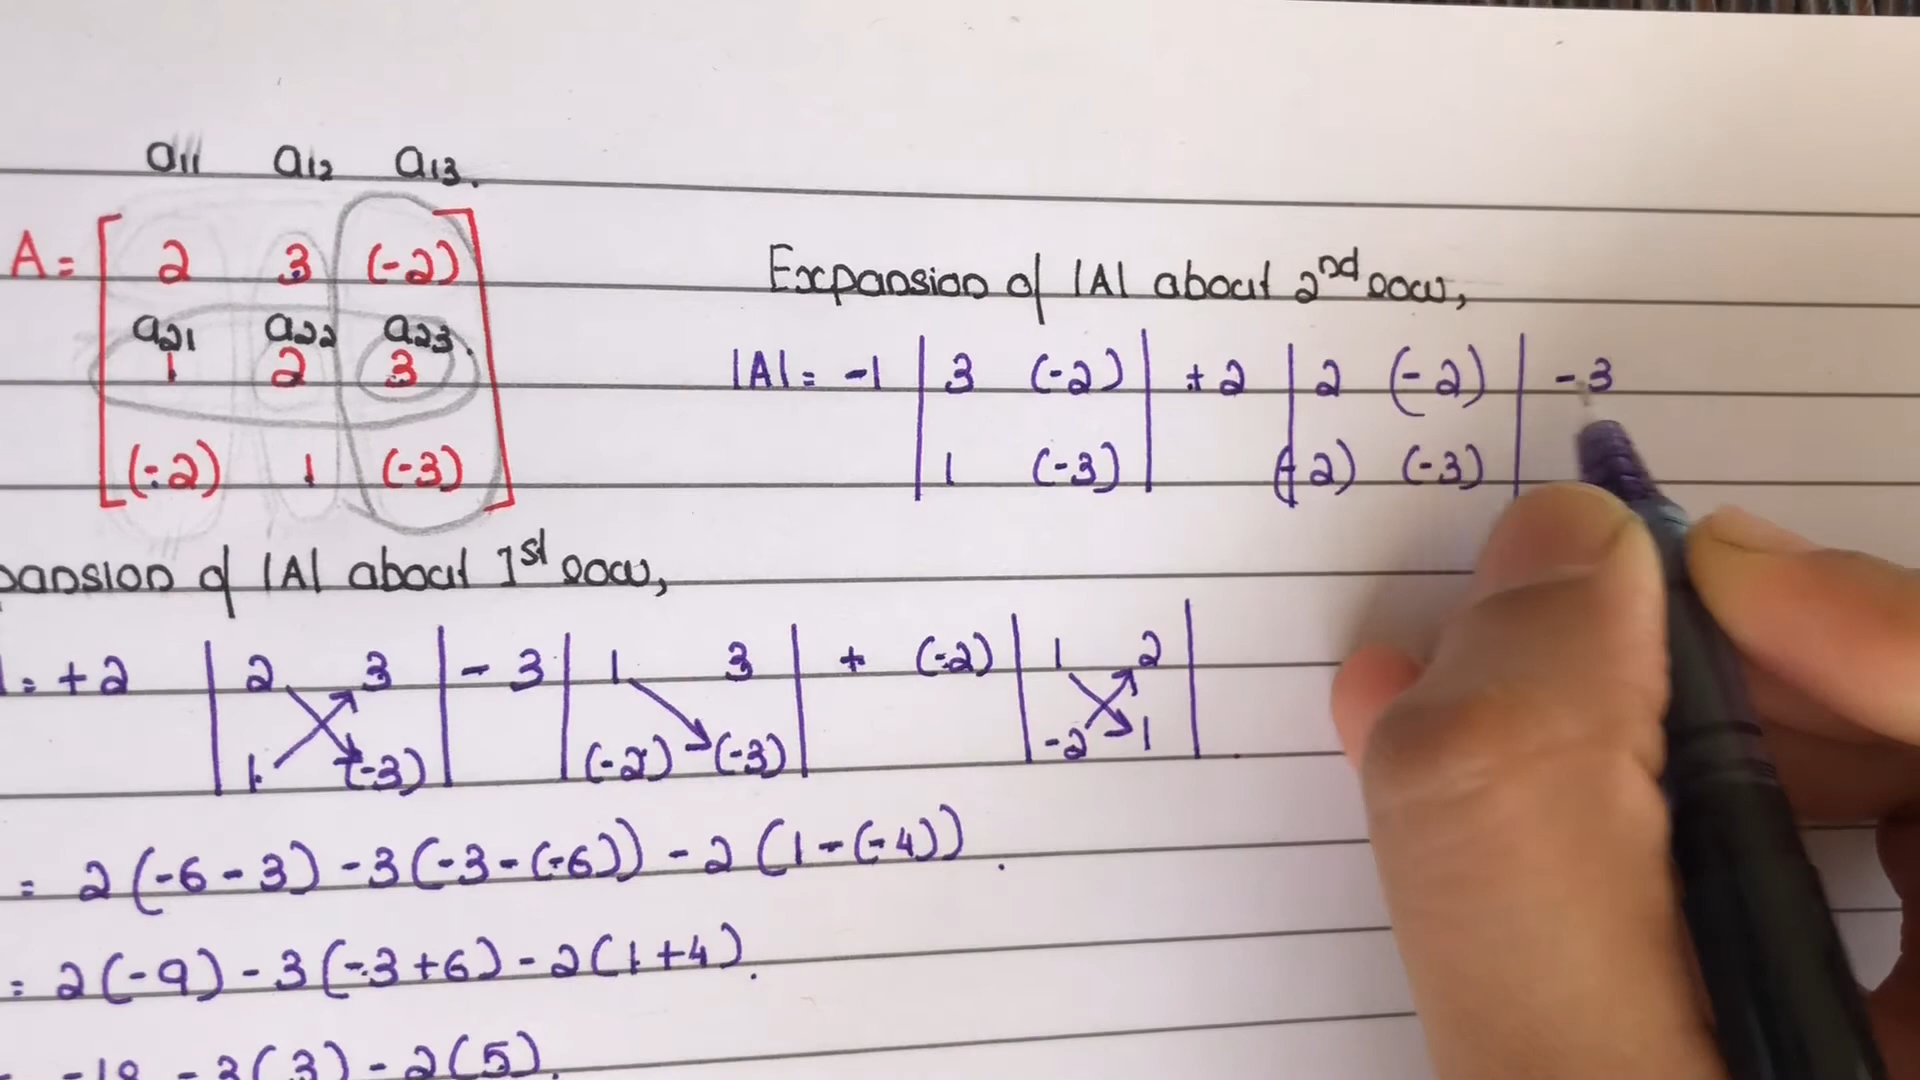 a11 a12 a13.
A = [ 2 3 (-2)
a21 a22 a23.
1 2 3
(-2) 1 (-3) ]
Expansion of |A| about 2nd row,
|A| = -1 | 3 (-2) | + 2 | 2 (-2) | - 3
| 1 (-3) | | (-2) (-3) |
pansion of |A| about 1st row,
|= +2 | 2 3 | - 3 | 1 3 | + (-2) | 1 2 |
| 1 (-3) | | (-2) (-3) | | -2 1 |
= 2(-6-3) -3(-3-(-6)) -2(1-(-4)).
= 2(-9) -3(-3+6) -2(1+4).
= -18 -3(3) -2(5).